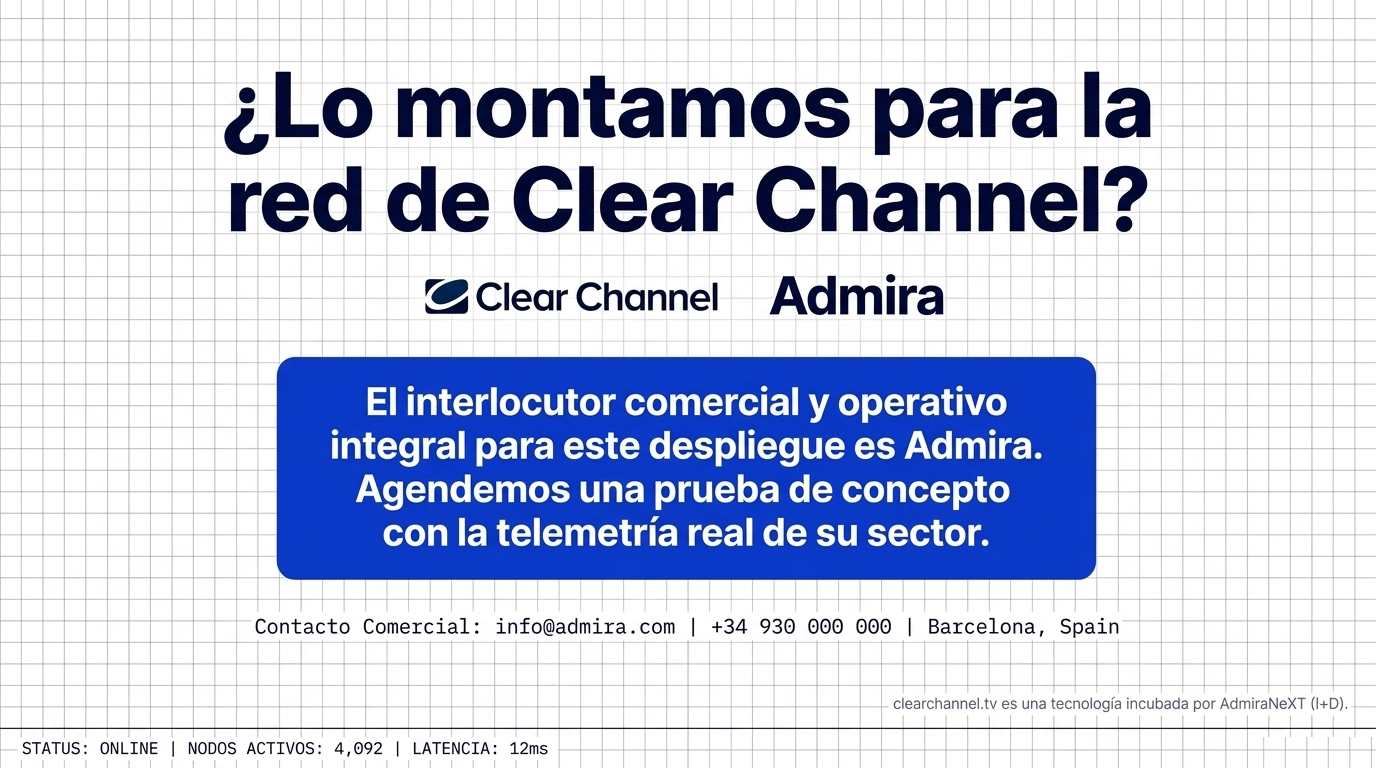 ¿Lo montamos para la
red de Clear Channel?
Clear Channel Admira
El interlocutor comercial y operativo
integral para este despliegue es Admira.
Agendemos una prueba de concepto
con la telemetría real de su sector.
Contacto Comercial: info@admira.com | +34 930 000 000 | Barcelona, Spain
clearchannel.tv es una tecnología incubada por AdmiraNeXT (I+D).
STATUS: ONLINE | NODOS ACTIVOS: 4,092 | LATENCIA: 12ms